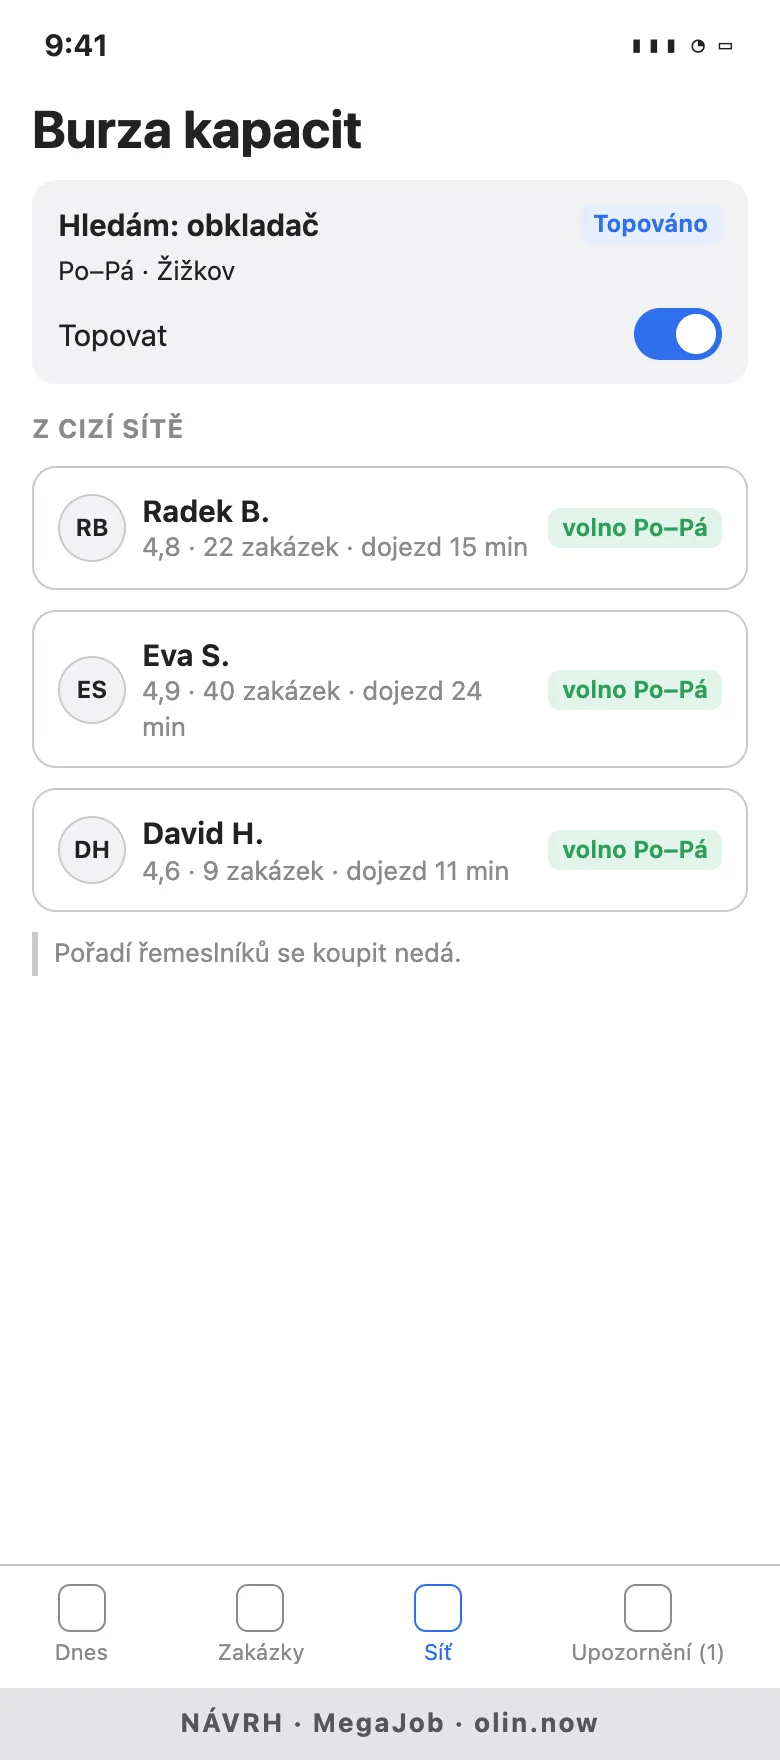 9:41
Burza kapacit
Hledám: obkladač
Topováno
Po–Pá · Žižkov
Topovat
Z CIZÍ SÍTĚ
RB
Radek B.
4,8 · 22 zakázek · dojezd 15 min
volno Po–Pá
ES
Eva S.
4,9 · 40 zakázek · dojezd 24
min
volno Po–Pá
DH
David H.
4,6 · 9 zakázek · dojezd 11 min
volno Po–Pá
Pořadí řemeslníků se koupit nedá.
Dnes
Zakázky
Síť
Upozornění (1)
NÁVRH · MegaJob · olin.now